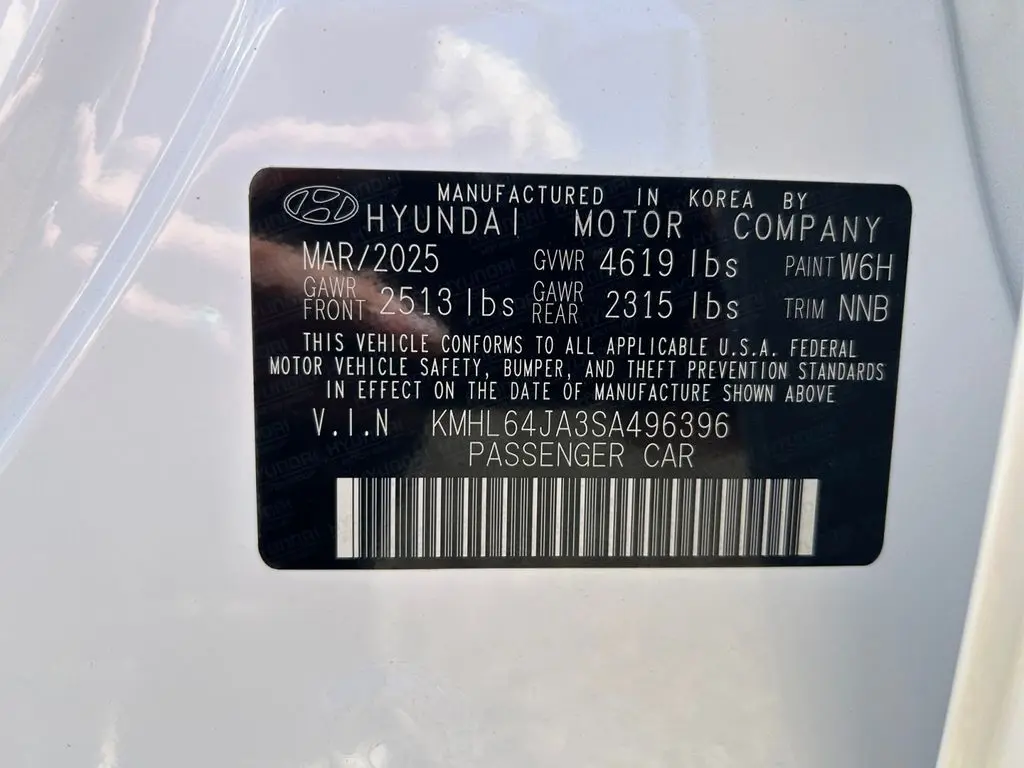 MANUFACTURED IN KOREA BY
HYUNDAI MOTOR COMPANY
MAR/2025 GVWR 4619 lbs PAINT W6H
GAWR FRONT 2513 lbs GAWR REAR 2315 lbs TRIM NNB
THIS VEHICLE CONFORMS TO ALL APPLICABLE U.S.A. FEDERAL
MOTOR VEHICLE SAFETY, BUMPER, AND THEFT PREVENTION STANDARDS
IN EFFECT ON THE DATE OF MANUFACTURE SHOWN ABOVE
V.I.N KMHL64JA3SA496396
PASSENGER CAR